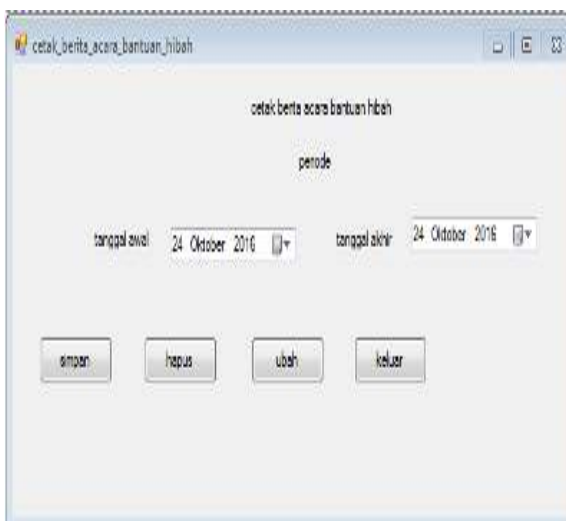 cetak_berita_acara_bantuan_hibah
cetak berita acara bantuan hibah
periode
tanggal awal 24 Oktober 2016 tanggal akhir 24 Oktober 2016
simpan hapus ubah keluar